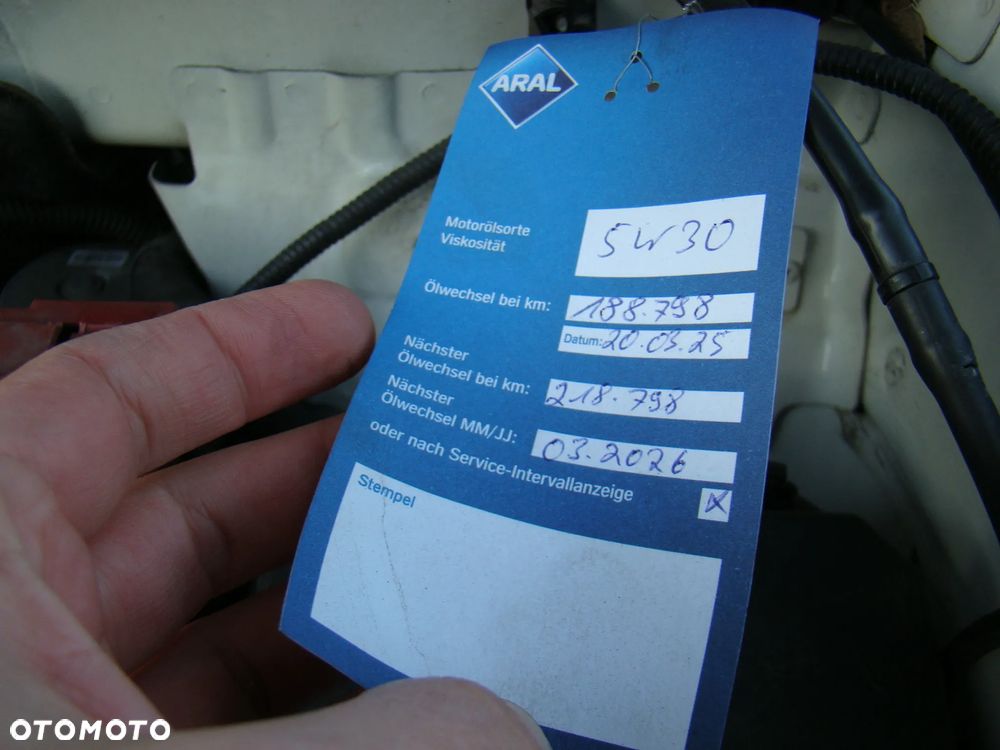 ARAL
Motorölsorte
Viskosität
5W30
Ölwechsel bei km:
188.798
Datum: 20.03.25
Nächster
Ölwechsel bei km:
218.798
Nächster
Ölwechsel MM/JJ:
03.2026
oder nach Service-Intervallanzeige
X
Stempel
OTOMOTO